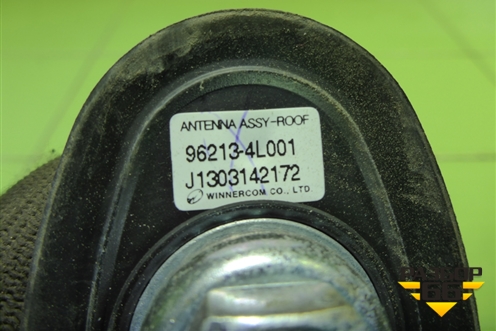 ANTENNA ASSY-ROOF
96213-4L001
J1303142172
WINNERCOM CO., LTD.